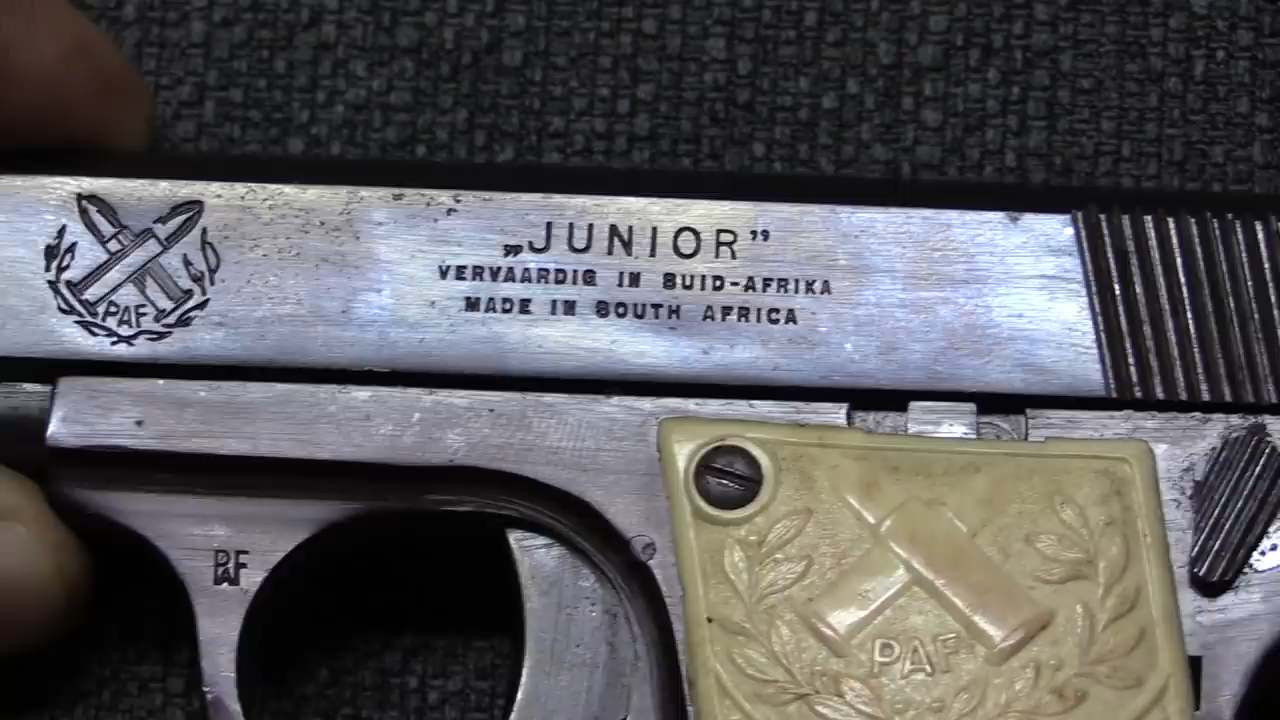 „JUNIOR”
VERVAARDIG IN SUID-AFRIKA
MADE IN SOUTH AFRICA
PAF
PAF
PAF